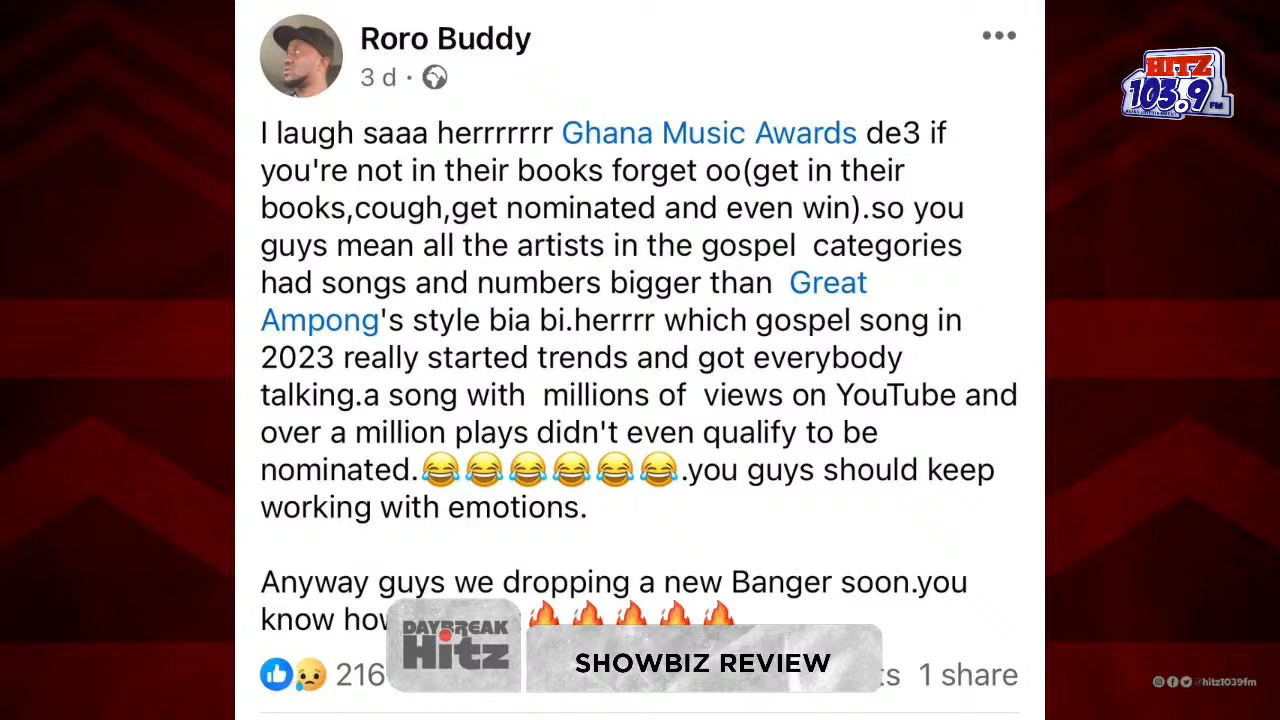 Roro Buddy
3 d ·
HITZ
103.9
FM
I laugh saaa herrrrrrr Ghana Music Awards de3 if
you're not in their books forget oo(get in their
books,cough,get nominated and even win).so you
guys mean all the artists in the gospel categories
had songs and numbers bigger than Great
Ampong's style bia bi.herrrr which gospel song in
2023 really started trends and got everybody
talking.a song with millions of views on YouTube and
over a million plays didn't even qualify to be
nominated.😂😂😂😂😂😂.you guys should keep
working with emotions.
Anyway guys we dropping a new Banger soon.you
know 🔥🔥🔥🔥🔥
DAYBREAK
Hitz
SHOWBIZ REVIEW
216
1 share
@hitz1039fm